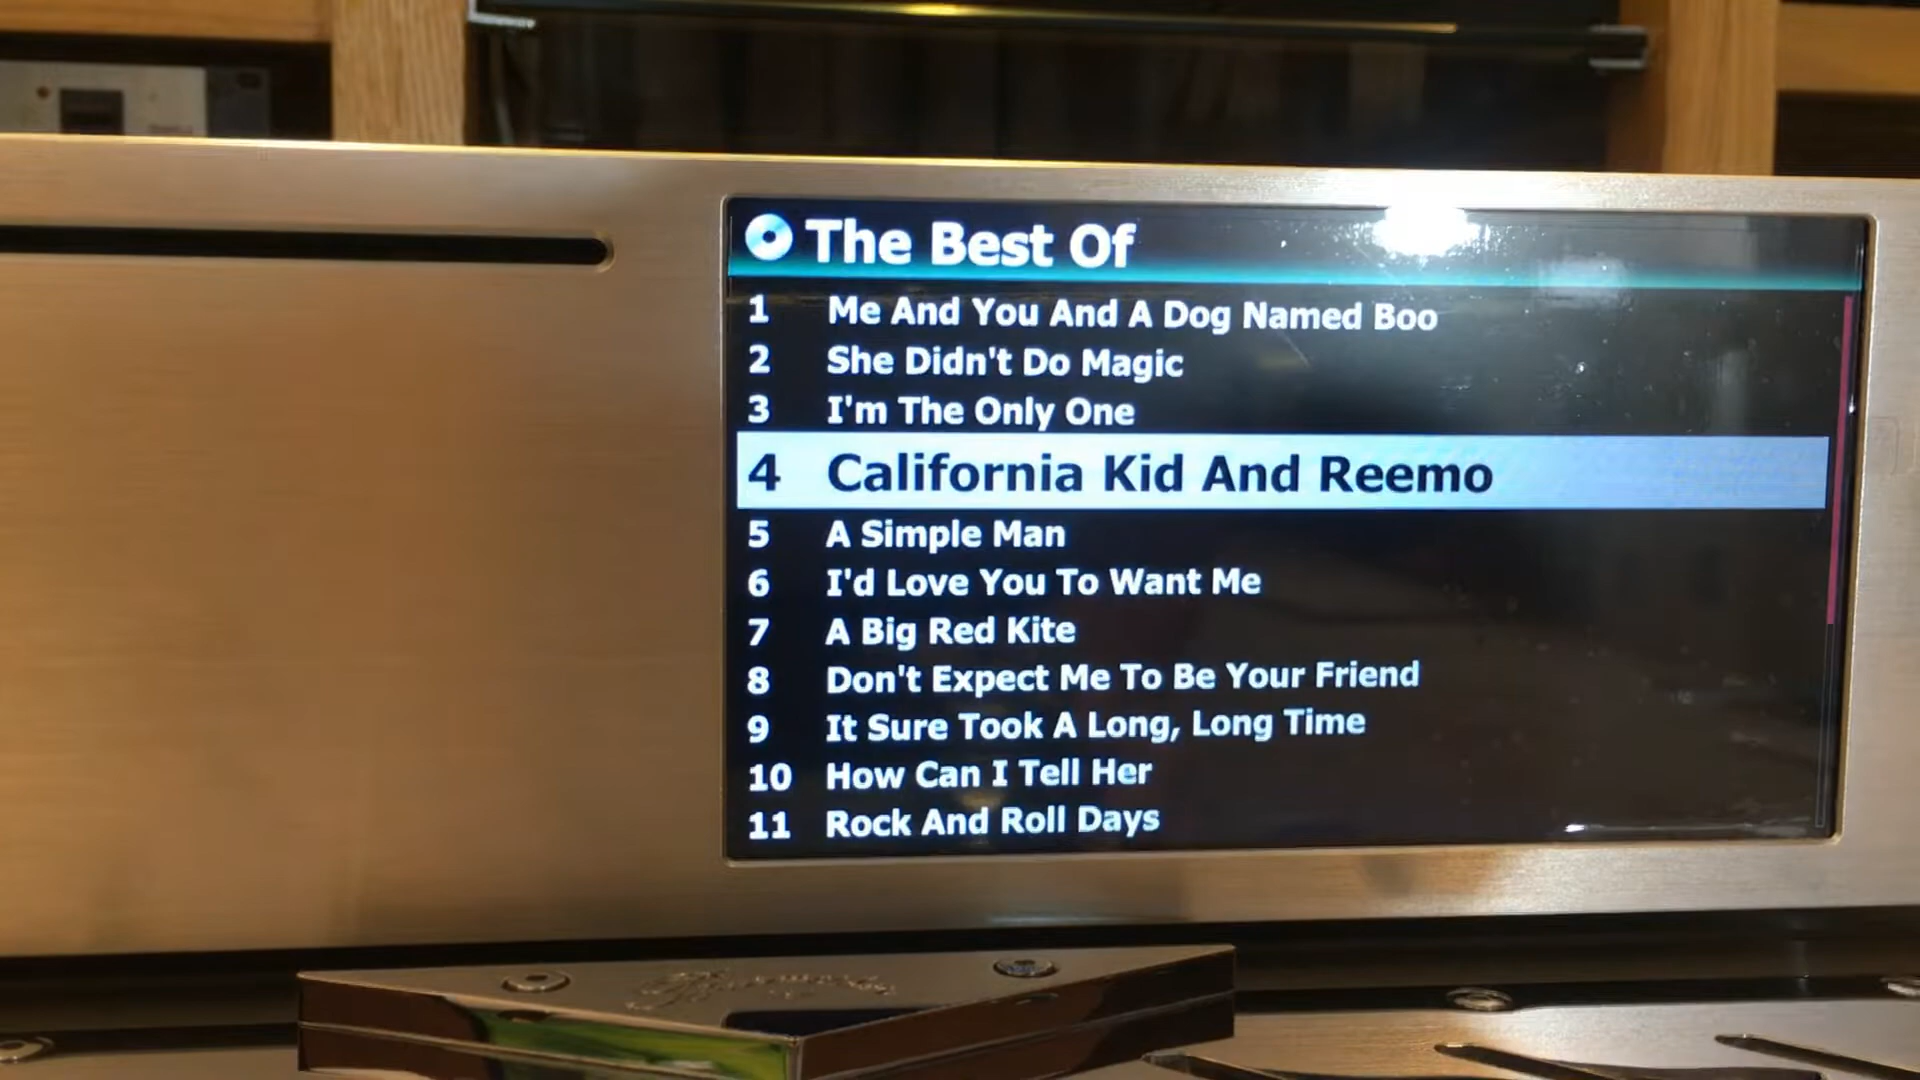 The Best Of
1 Me And You And A Dog Named Boo
2 She Didn't Do Magic
3 I'm The Only One
4 California Kid And Reemo
5 A Simple Man
6 I'd Love You To Want Me
7 A Big Red Kite
8 Don't Expect Me To Be Your Friend
9 It Sure Took A Long, Long Time
10 How Can I Tell Her
11 Rock And Roll Days